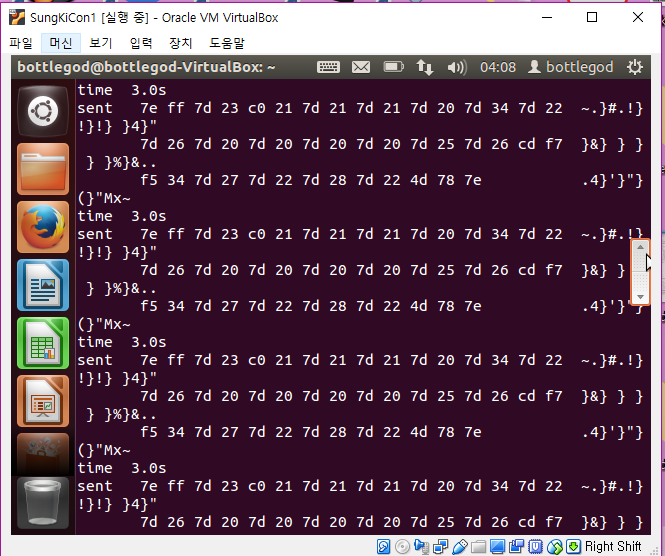 SungKiCon1 [실행 중] - Oracle VM VirtualBox
파일 머신 보기 입력 장치 도움말
bottlegod@bottlegod-VirtualBox: ~ 04:08 bottlegod
time 3.0s
sent 7e ff 7d 23 c0 21 7d 21 7d 21 7d 20 7d 34 7d 22 ~.}#.!}
!}!} }4}"
7d 26 7d 20 7d 20 7d 20 7d 20 7d 25 7d 26 cd f7 }&} } }
} }%}&..
f5 34 7d 27 7d 22 7d 28 7d 22 4d 78 7e .4}'}"}
(}"Mx~
time 3.0s
sent 7e ff 7d 23 c0 21 7d 21 7d 21 7d 20 7d 34 7d 22 ~.}#.!}
!}!} }4}"
7d 26 7d 20 7d 20 7d 20 7d 20 7d 25 7d 26 cd f7 }&} } }
} }%}&..
f5 34 7d 27 7d 22 7d 28 7d 22 4d 78 7e .4}'}"}
(}"Mx~
time 3.0s
sent 7e ff 7d 23 c0 21 7d 21 7d 21 7d 20 7d 34 7d 22 ~.}#.!}
!}!} }4}"
7d 26 7d 20 7d 20 7d 20 7d 20 7d 25 7d 26 cd f7 }&} } }
} }%}&..
f5 34 7d 27 7d 22 7d 28 7d 22 4d 78 7e .4}'}"}
(}"Mx~
time 3.0s
sent 7e ff 7d 23 c0 21 7d 21 7d 21 7d 20 7d 34 7d 22 ~.}#.!}
!}!} }4}"
7d 26 7d 20 7d 20 7d 20 7d 20 7d 25 7d 26 cd f7 }&} } }
Right Shift